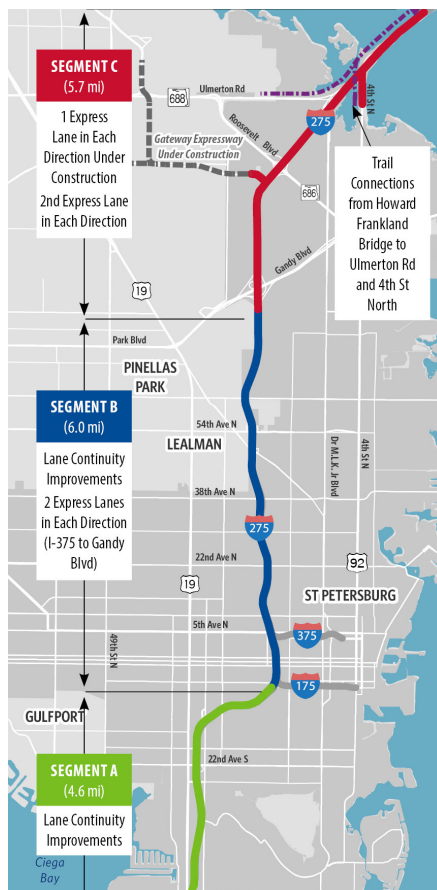 SEGMENT C
(5.7 mi)
1 Express
Lane in Each
Direction Under
Construction
2nd Express Lane
in Each Direction
688
Ulmerton Rd
Gateway Expressway
Under Construction
Roosevelt Blvd
275
4th St N
686
Trail
Connections
from Howard
Frankland
Bridge to
Ulmerton Rd
and 4th St
North
Gandy Blvd
19
Park Blvd
PINELLAS
PARK
SEGMENT B
(6.0 mi)
Lane Continuity
Improvements
2 Express Lanes
in Each Direction
(I-375 to Gandy
Blvd)
54th Ave N
LEALMAN
Dr M.L.K. Jr Blvd
4th St N
38th Ave N
275
22nd Ave N
92
19
ST PETERSBURG
5th Ave N
375
49th St N
175
GULFPORT
22nd Ave S
SEGMENT A
(4.6 mi)
Lane Continuity
Improvements
Ciega
Bay